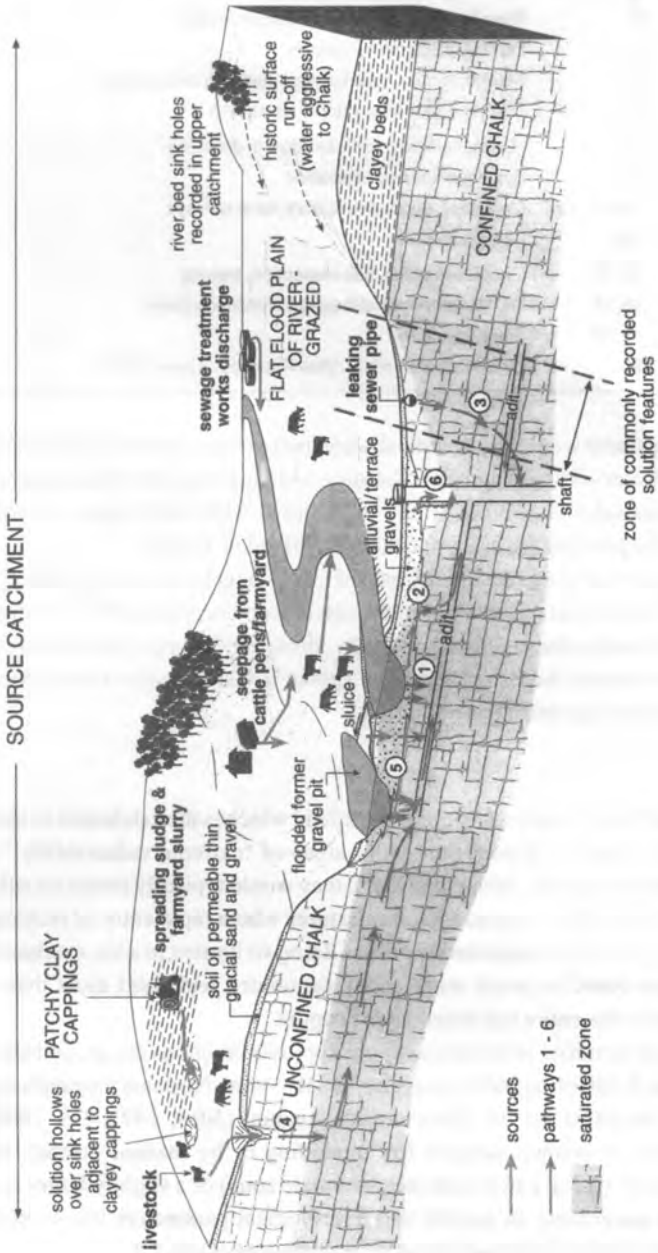 SOURCE CATCHMENT
PATCHY CLAY
CAPPINGS
solution hollows
over sink holes
adjacent to
clayey cappings
livestock
spreading sludge &
farmyard slurry
soil on permeable thin
glacial sand and gravel
UNCONFINED CHALK
4
seepage from
cattle pens/farmyard
flooded former
gravel pit
sluice
5
1
2
adit
alluvial/terrace
gravels
6
shaft
sewage treatment
works discharge
FLAT FLOOD PLAIN
OF RIVER -
GRAZED
leaking
sewer pipe
3
adit
river bed sink holes
recorded in upper
catchment
historic surface
run-off
(water aggressive
to Chalk)
clayey beds
CONFINED CHALK
zone of commonly recorded
solution features
sources
pathways 1 - 6
saturated zone